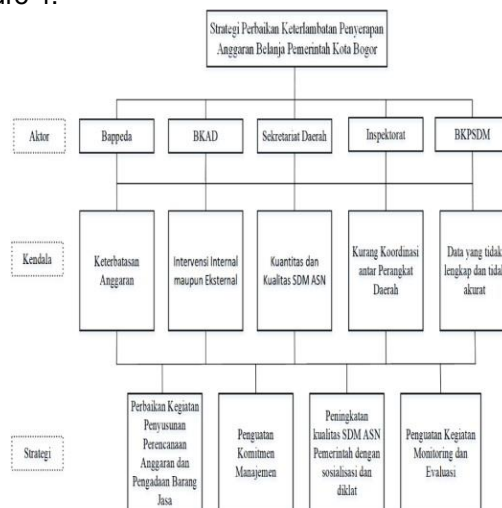 Strategi Perbaikan Keterlambatan Penyerapan
Anggaran Belanja Pemerintah Kota Bogor
Aktor
Bappeda
BKAD
Sekretariat Daerah
Inspektorat
BKPSDM
Kendala
Keterbatasan
Anggaran
Intervensi Internal
maupun Eksternal
Kuantitas dan
Kualitas SDM ASN
Kurang Koordinasi
antar Perangkat
Daerah
Data yang tidak
lengkap dan tidak
akurat
Strategi
Perbaikan Kegiatan
Penyusunan
Perencanaan
Anggaran dan
Pengadaan Barang
Jasa
Penguatan
Komitmen
Manajemen
Peningkatan
kualitas SDM ASN
Pemerintah dengan
sosialisasi dan
diklat
Penguatan Kegiatan
Monitoring dan
Evaluasi